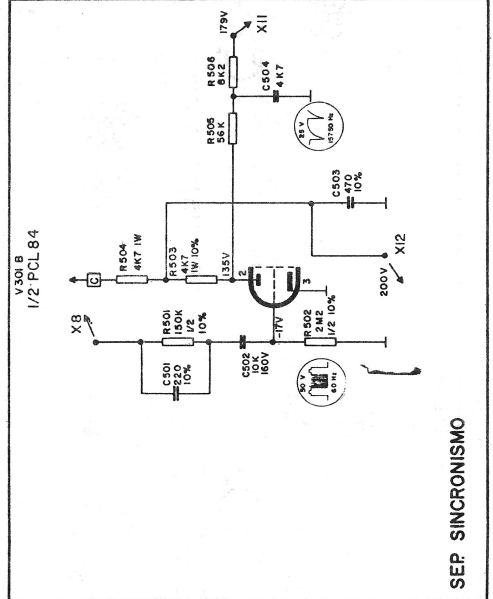 V301 B
1/2 PCL 84
X8
C501
220
10%
R501
150K
1/2
10%
C502
10K
160V
-17V
R502
2M2
1/2 10%
50 V
60 Hz
C
R504
4K7 1W
R503
4K7
1W 10%
135V
2
3
R505
56K
R506
8K2
179V
X11
C504
4K7
25 V
15750 Hz
C503
470
10%
X12
200V
SEP. SINCRONISMO